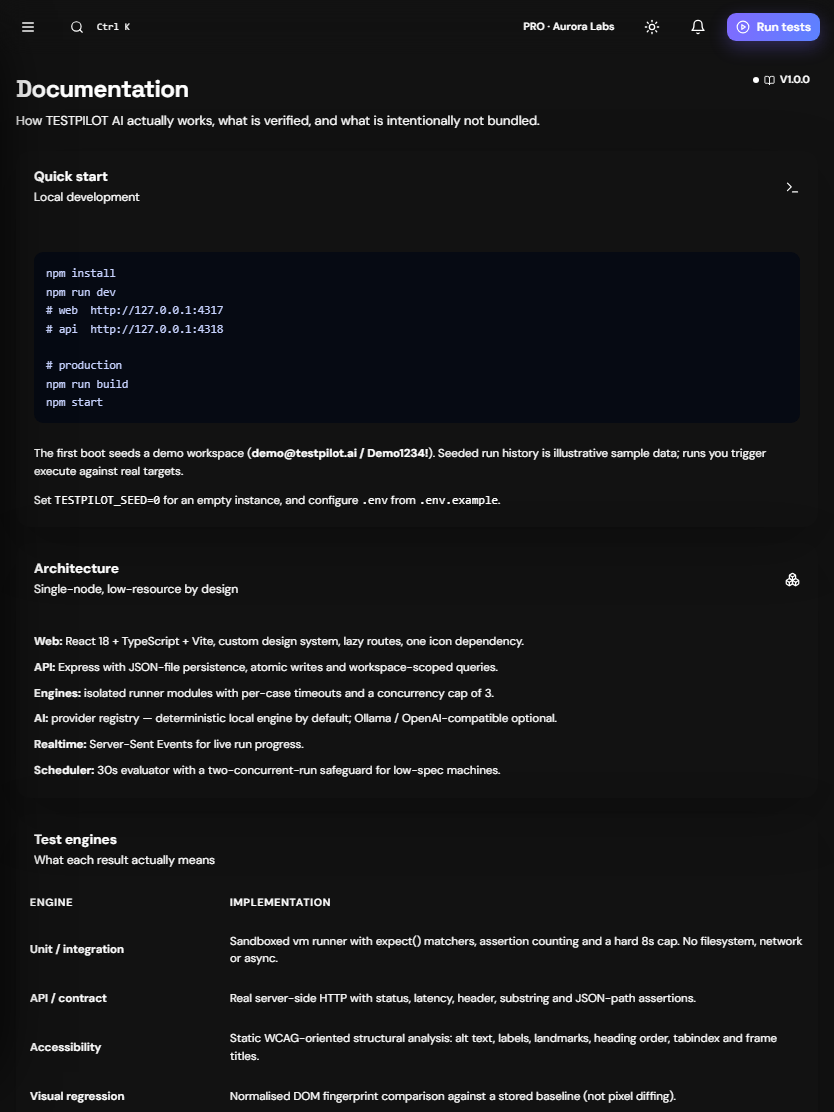 Ctrl K
PRO · Aurora Labs
Run tests
Documentation
V1.0.0
How TESTPILOT AI actually works, what is verified, and what is intentionally not bundled.
Quick start
Local development
npm install
npm run dev
# web  http://127.0.0.1:4317
# api  http://127.0.0.1:4318
# production
npm run build
npm start
The first boot seeds a demo workspace (demo@testpilot.ai / Demo1234!). Seeded run history is illustrative sample data; runs you trigger
execute against real targets.
Set TESTPILOT_SEED=0 for an empty instance, and configure .env from .env.example.
Architecture
Single-node, low-resource by design
Web: React 18 + TypeScript + Vite, custom design system, lazy routes, one icon dependency.
API: Express with JSON-file persistence, atomic writes and workspace-scoped queries.
Engines: isolated runner modules with per-case timeouts and a concurrency cap of 3.
AI: provider registry — deterministic local engine by default; Ollama / OpenAI-compatible optional.
Realtime: Server-Sent Events for live run progress.
Scheduler: 30s evaluator with a two-concurrent-run safeguard for low-spec machines.
Test engines
What each result actually means
ENGINE
IMPLEMENTATION
Unit / integration
Sandboxed vm runner with expect() matchers, assertion counting and a hard 8s cap. No filesystem, network
or async.
API / contract
Real server-side HTTP with status, latency, header, substring and JSON-path assertions.
Accessibility
Static WCAG-oriented structural analysis: alt text, labels, landmarks, heading order, tabindex and frame
titles.
Visual regression
Normalised DOM fingerprint comparison against a stored baseline (not pixel diffing).